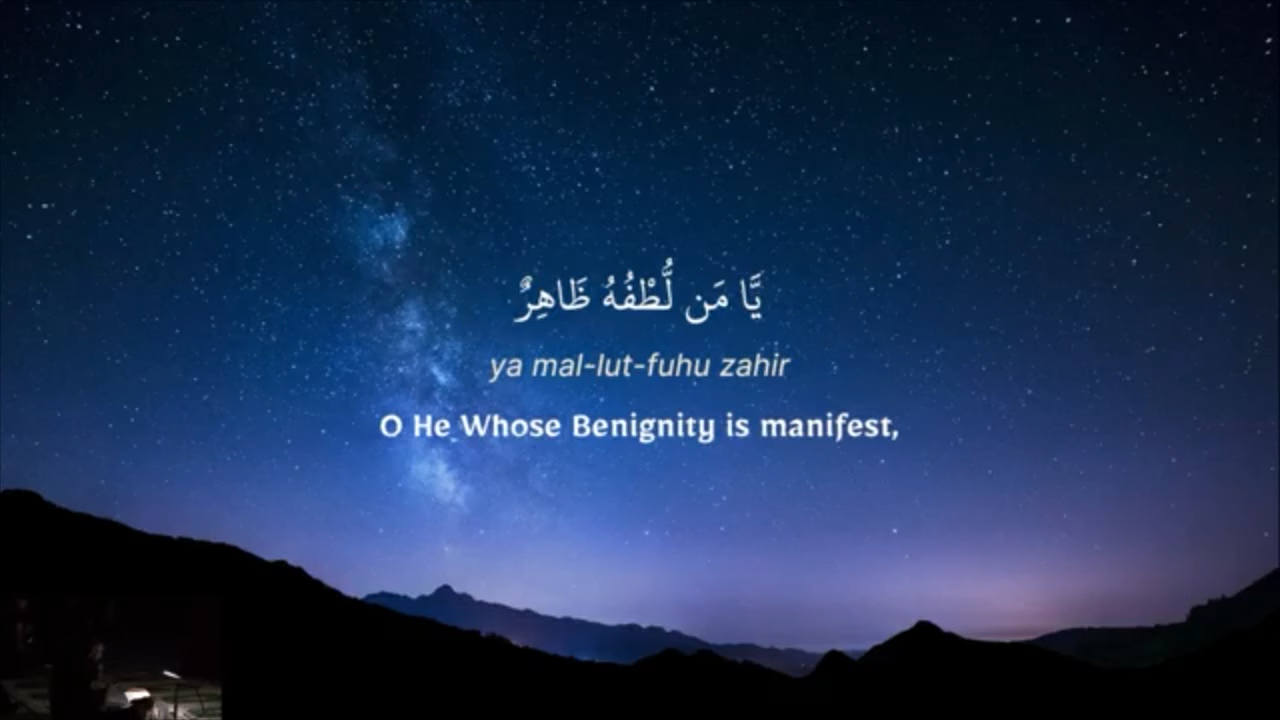 يَّا مَن لُّطْفُهُ ظَاهِرٌ
ya mal-lut-fuhu zahir
O He Whose Benignity is manifest,